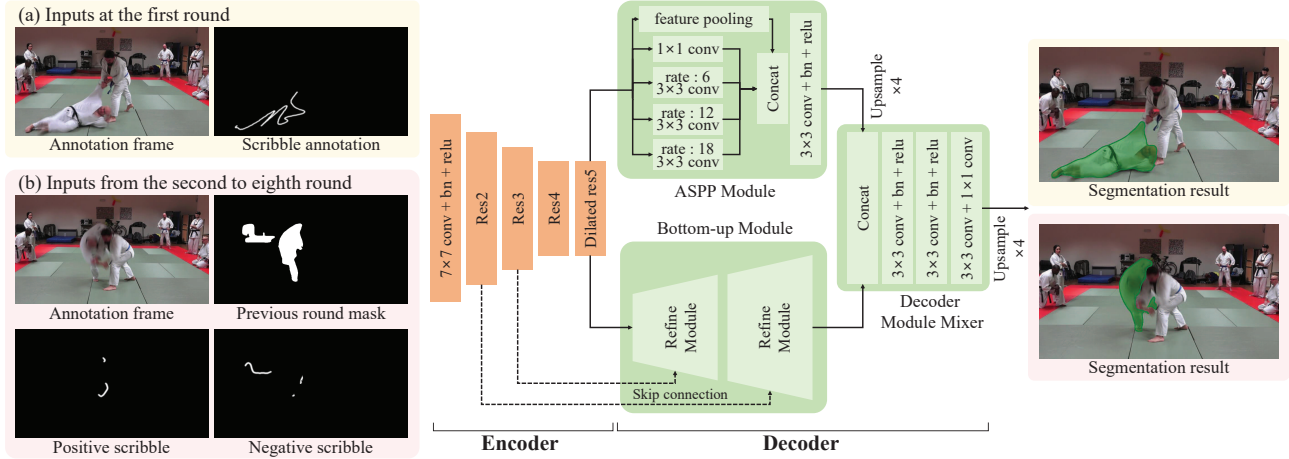 (a) Inputs at the first round
Annotation frame
Scribble annotation
(b) Inputs from the second to eighth round
Annotation frame
Previous round mask
Positive scribble
Negative scribble
7×7 conv + bn + relu
Res2
Res3
Res4
Dilated res5
feature pooling
1×1 conv
rate : 6
3×3 conv
rate : 12
3×3 conv
rate : 18
3×3 conv
Concat
3×3 conv + bn + relu
ASPP Module
Upsample
×4
Bottom-up Module
Refine
Module
Refine
Module
Skip connection
Concat
3×3 conv + bn + relu
3×3 conv + bn + relu
3×3 conv + 1×1 conv
Decoder
Module Mixer
Upsample
×4
Encoder
Decoder
Segmentation result
Segmentation result